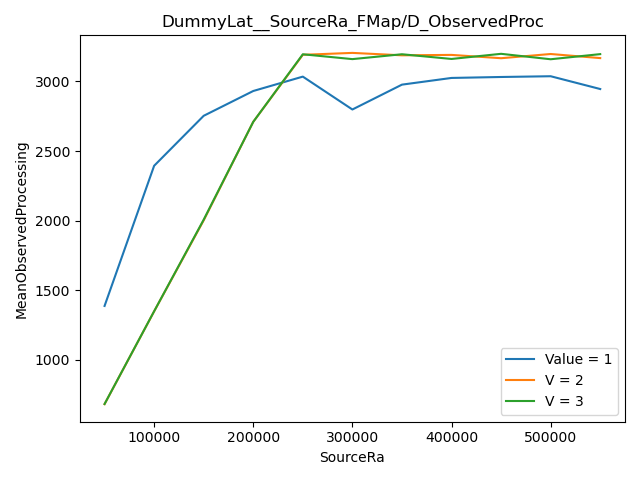 DummyLat__SourceRa_FMap/D_ObservedProc
MeanObservedProcessing
3000
2500
2000
1500
1000
100000 200000 300000 400000 500000
SourceRa
Value = 1
V = 2
V = 3